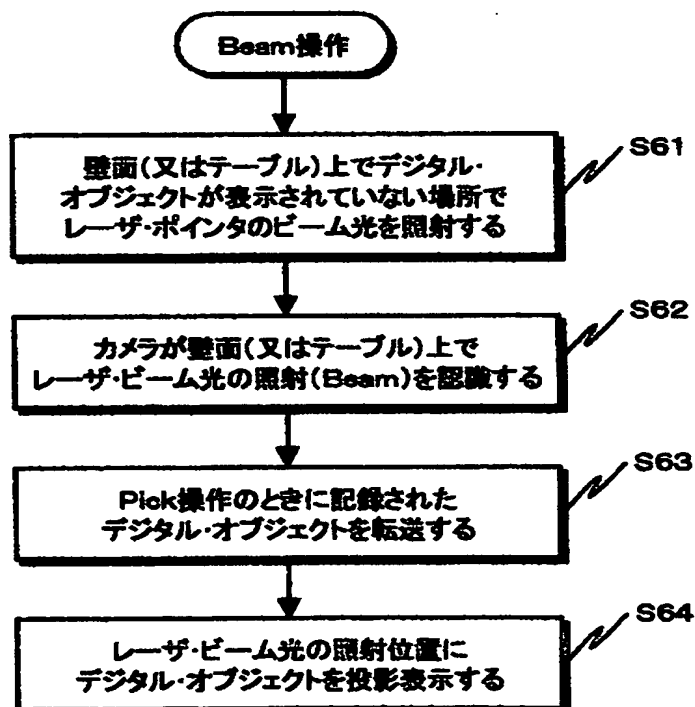 Beam操作
壁面(又はテーブル)上でデジタル・
オブジェクトが表示されていない場所で
レーザ・ポインタのビーム光を照射する
S61
カメラが壁面(又はテーブル)上で
レーザ・ビーム光の照射(Beam)を認識する
S62
Pick操作のときに記録された
デジタル・オブジェクトを転送する
S63
レーザ・ビーム光の照射位置に
デジタル・オブジェクトを投影表示する
S64